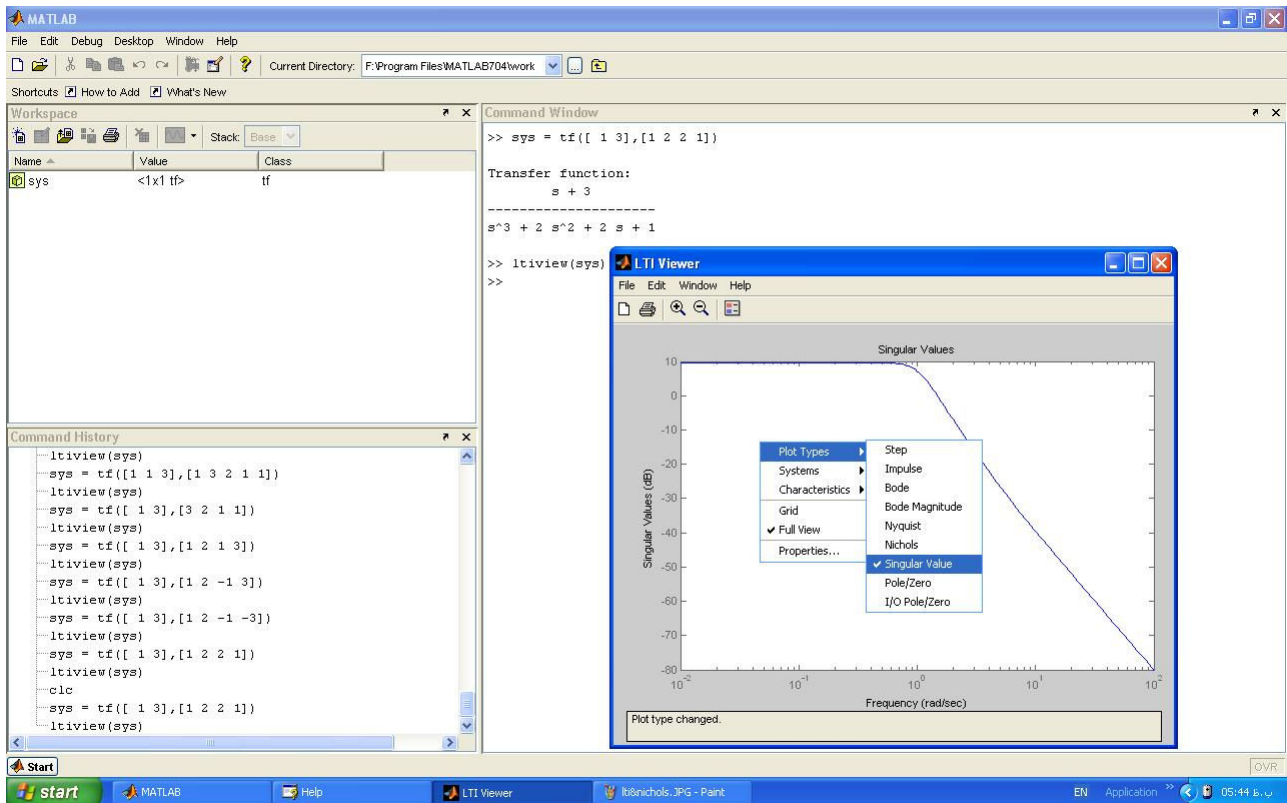 MATLAB
File Edit Debug Desktop Window Help
Current Directory: F:\Program Files\MATLAB704\work
Shortcuts How to Add What's New
Workspace
Stack: Base
Name Value Class
sys <1x1 tf> tf
Command History
ltiview(sys)
sys = tf([1 1 3],[1 3 2 1 1])
ltiview(sys)
sys = tf([ 1 3],[3 2 1 1])
ltiview(sys)
sys = tf([ 1 3],[1 2 1 3])
ltiview(sys)
sys = tf([ 1 3],[1 2 -1 3])
ltiview(sys)
sys = tf([ 1 3],[1 2 -1 -3])
ltiview(sys)
sys = tf([ 1 3],[1 2 2 1])
ltiview(sys)
clc
sys = tf([ 1 3],[1 2 2 1])
ltiview(sys)
Command Window
>> sys = tf([ 1 3],[1 2 2 1])
Transfer function:
s + 3
---------------------
s^3 + 2 s^2 + 2 s + 1
>> ltiview(sys)
>>
LTI Viewer
File Edit Window Help
Singular Values
10
0
-10
-20
-30
-40
-50
-60
-70
-80
Singular Values (dB)
10^-2 10^-1 10^0 10^1 10^2
Frequency (rad/sec)
Plot Types
Systems
Characteristics
Grid
Full View
Properties...
Step
Impulse
Bode
Bode Magnitude
Nyquist
Nichols
Singular Value
Pole/Zero
I/O Pole/Zero
Plot type changed.
Start
OVR
start MATLAB Help LTI Viewer lti&nichols.JPG - Paint EN Application 05:44 ب.ظ